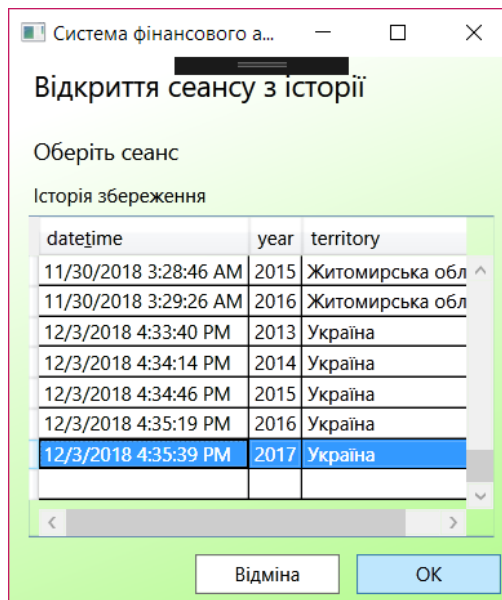 Система фінансового а...
Відкриття сеансу з історії
Оберіть сеанс
Історія збереження
datetime year territory
11/30/2018 3:28:46 AM 2015 Житомирська обл
11/30/2018 3:29:26 AM 2016 Житомирська обл
12/3/2018 4:33:40 PM 2013 Україна
12/3/2018 4:34:14 PM 2014 Україна
12/3/2018 4:34:46 PM 2015 Україна
12/3/2018 4:35:19 PM 2016 Україна
12/3/2018 4:35:39 PM 2017 Україна
Відміна ОК